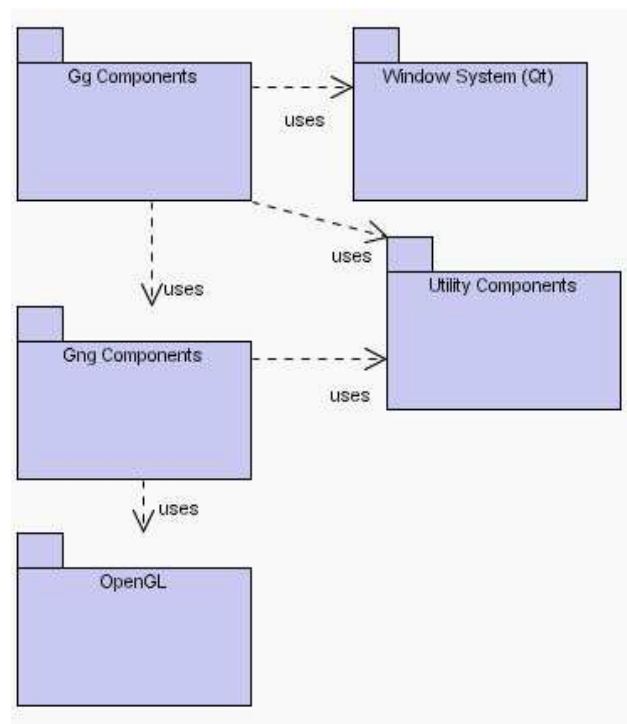 Gg Components
Window System (Qt)
uses
uses
Utility Components
uses
Gng Components
uses
uses
OpenGL